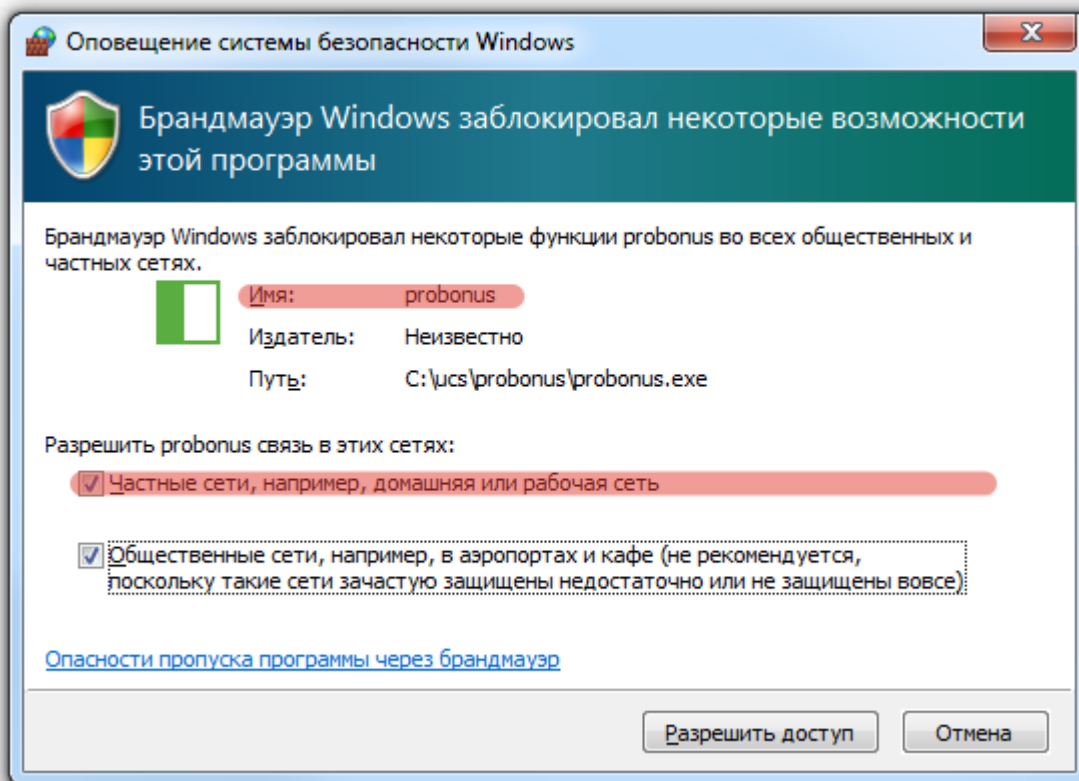 Оповещение системы безопасности Windows
Брандмауэр Windows заблокировал некоторые возможности
этой программы
Брандмауэр Windows заблокировал некоторые функции probonus во всех общественных и
частных сетях.
Имя: probonus
Издатель: Неизвестно
Путь: C:\ucs\probonus\probonus.exe
Разрешить probonus связь в этих сетях:
Частные сети, например, домашняя или рабочая сеть
Общественные сети, например, в аэропортах и кафе (не рекомендуется,
поскольку такие сети зачастую защищены недостаточно или не защищены вовсе)
Опасности пропуска программы через брандмауэр
Разрешить доступ Отмена